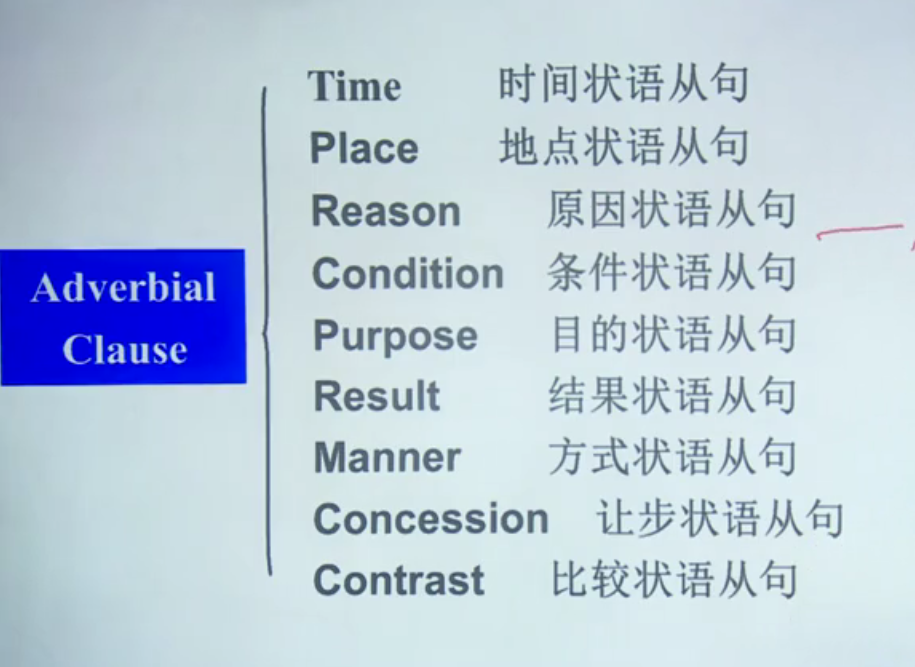 Adverbial
Clause
Time 时间状语从句
Place 地点状语从句
Reason 原因状语从句
Condition 条件状语从句
Purpose 目的状语从句
Result 结果状语从句
Manner 方式状语从句
Concession 让步状语从句
Contrast 比较状语从句